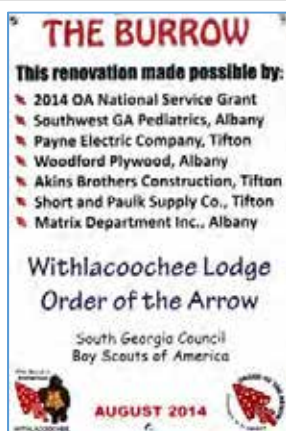 THE BURROW
This renovation made possible by:
2014 OA National Service Grant
Southwest GA Pediatrics, Albany
Payne Electric Company, Tifton
Woodford Plywood, Albany
Akins Brothers Construction, Tifton
Short and Paulk Supply Co., Tifton
Matrix Department Inc., Albany
Withlacoochee Lodge
Order of the Arrow
South Georgia Council
Boy Scouts of America
AUGUST 2014
WITHLACOOCHEE